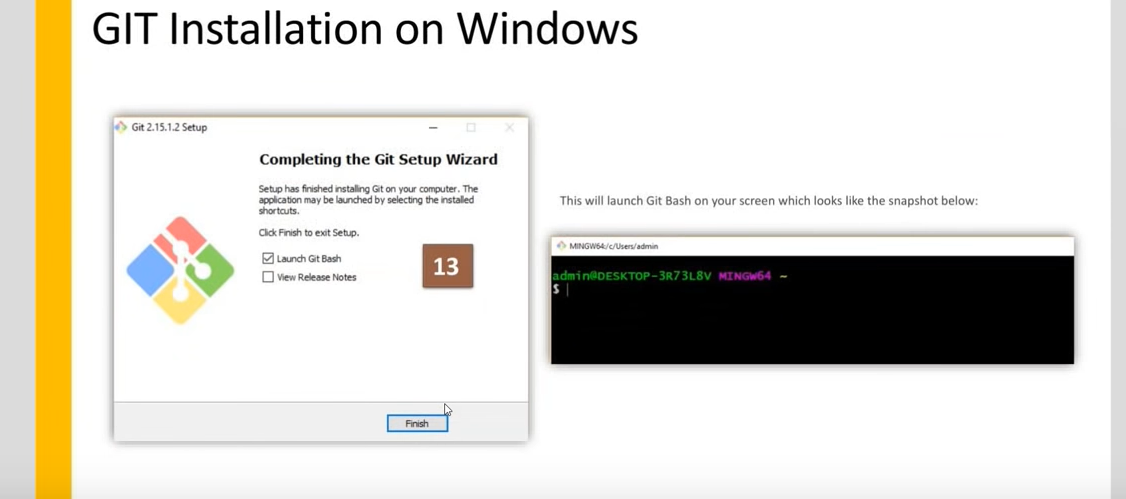 GIT Installation on Windows
Git 2.15.1.2 Setup
Completing the Git Setup Wizard
Setup has finished installing Git on your computer. The
application may be launched by selecting the installed
shortcuts.
Click Finish to exit Setup.
Launch Git Bash
View Release Notes
13
Finish
This will launch Git Bash on your screen which looks like the snapshot below:
MINGW64:/c/Users/admin
admin@DESKTOP-3R73L8V MINGW64 ~
$